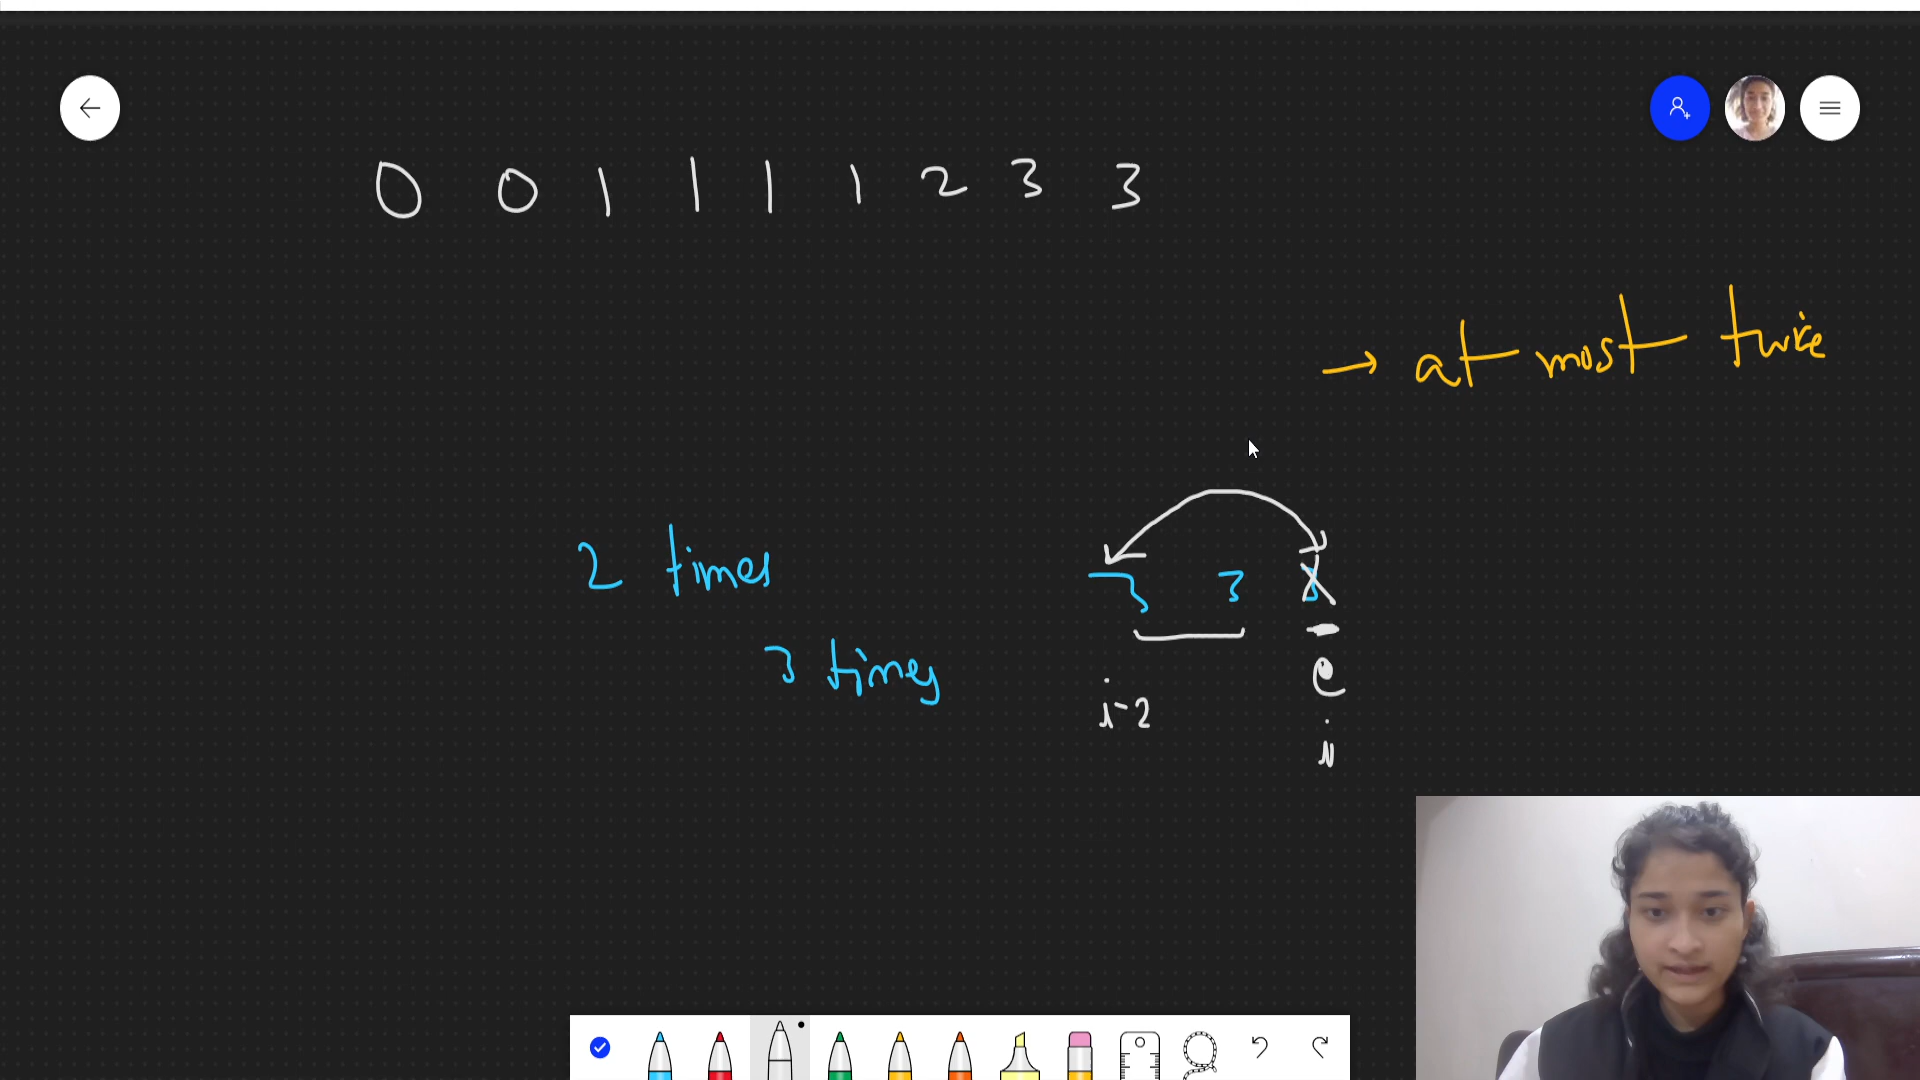 0 0 1 1 1 1 2 3 3
→ at most twice
2 times
3 3
3 times
e
i-2
i